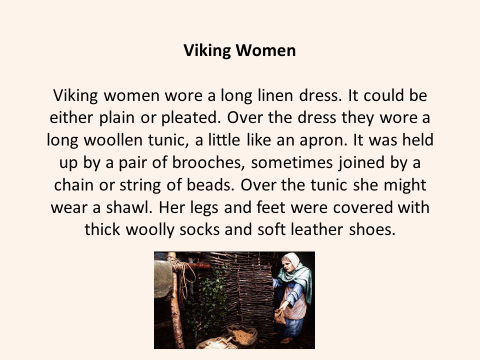 Viking Women
Viking women wore a long linen dress. It could be
either plain or pleated. Over the dress they wore a
long woollen tunic, a little like an apron. It was held
up by a pair of brooches, sometimes joined by a
chain or string of beads. Over the tunic she might
wear a shawl. Her legs and feet were covered with
thick woolly socks and soft leather shoes.